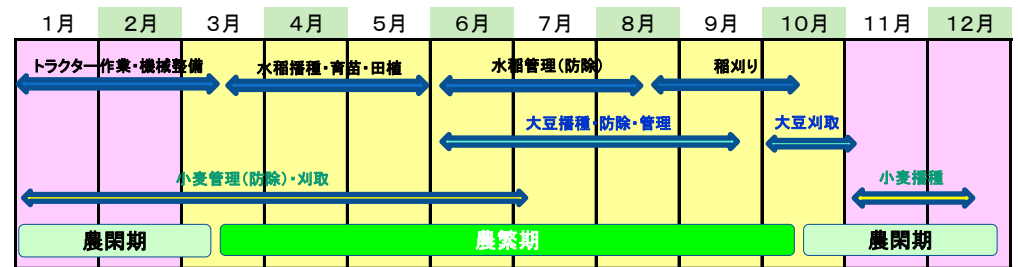 1月 2月 3月 4月 5月 6月 7月 8月 9月 10月 11月 12月
トラクター作業・機械整備 水稲播種・育苗・田植 水稲管理(防除) 稲刈り
大豆播種・防除・管理 大豆刈取
小麦管理(防除)・刈取 小麦播種
農閑期 農繁期 農閑期